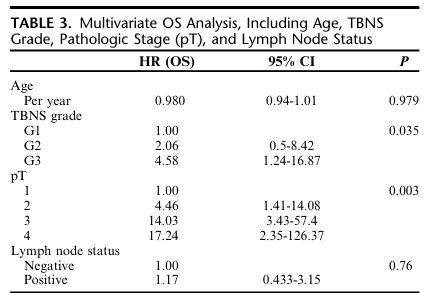 TABLE 3. Multivariate OS Analysis, Including Age, TBNS
Grade, Pathologic Stage (pT), and Lymph Node Status
HR (OS) 95% CI P
Age
Per year 0.980 0.94-1.01 0.979
TBNS grade
G1 1.00 0.035
G2 2.06 0.5-8.42
G3 4.58 1.24-16.87
pT
1 1.00 0.003
2 4.46 1.41-14.08
3 14.03 3.43-57.4
4 17.24 2.35-126.37
Lymph node status
Negative 1.00 0.76
Positive 1.17 0.433-3.15